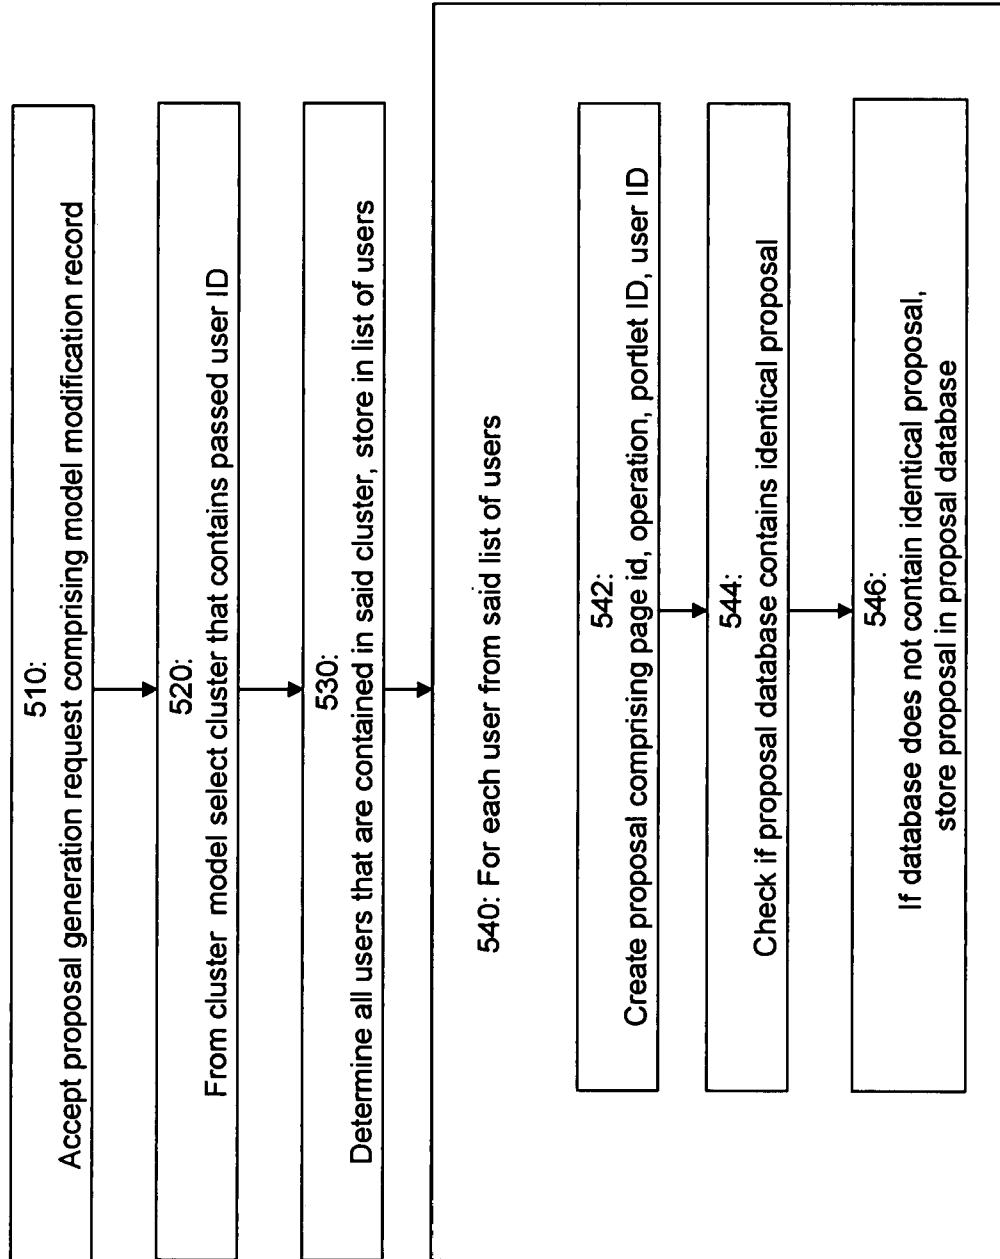 510:
Accept proposal generation request comprising model modification record
520:
From cluster model select cluster that contains passed user ID
530:
Determine all users that are contained in said cluster, store in list of users
540: For each user from said list of users
542:
Create proposal comprising page id, operation, portlet ID, user ID
544:
Check if proposal database contains identical proposal
546:
If database does not contain identical proposal,
store proposal in proposal database